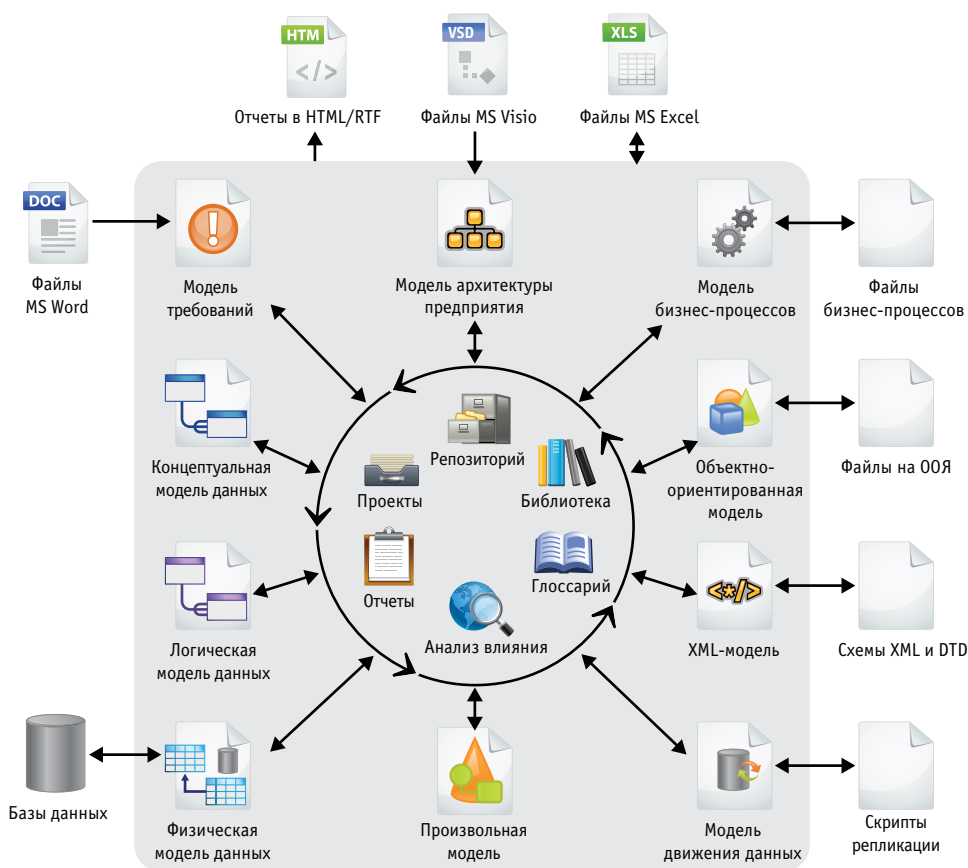 HTM
VSD
XLS
</>
Отчеты в HTML/RTF
Файлы MS Visio
Файлы MS Excel
DOC
Файлы
MS Word
Модель
требований
Модель архитектуры
предприятия
Модель
бизнес-процессов
Файлы
бизнес-процессов
Концептуальная
модель данных
Проекты
Репозиторий
Библиотека
Объектно-
ориентированная
модель
Файлы на ООЯ
Логическая
модель данных
Отчеты
Анализ влияния
Глоссарий
<*/>
XML-модель
Схемы XML и DTD
Базы данных
Физическая
модель данных
Произвольная
модель
Модель
движения данных
Скрипты
репликации